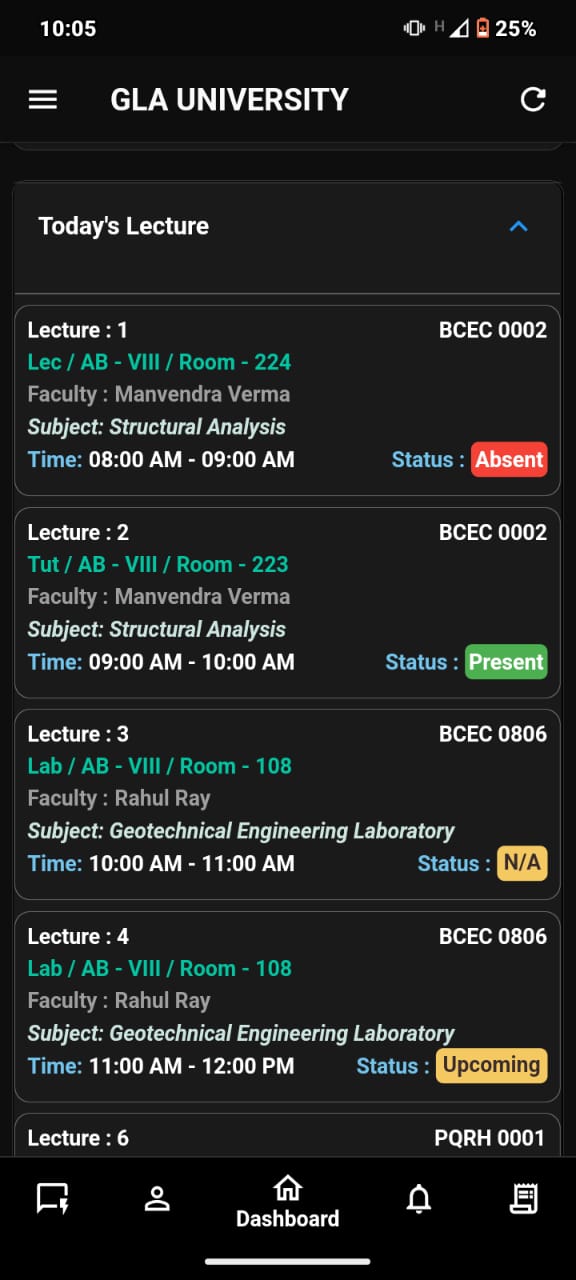 10:05
H
25%
GLA UNIVERSITY
Today's Lecture
Lecture : 1 BCEC 0002
Lec / AB - VIII / Room - 224
Faculty : Manvendra Verma
Subject: Structural Analysis
Time: 08:00 AM - 09:00 AM Status : Absent
Lecture : 2 BCEC 0002
Tut / AB - VIII / Room - 223
Faculty : Manvendra Verma
Subject: Structural Analysis
Time: 09:00 AM - 10:00 AM Status : Present
Lecture : 3 BCEC 0806
Lab / AB - VIII / Room - 108
Faculty : Rahul Ray
Subject: Geotechnical Engineering Laboratory
Time: 10:00 AM - 11:00 AM Status : N/A
Lecture : 4 BCEC 0806
Lab / AB - VIII / Room - 108
Faculty : Rahul Ray
Subject: Geotechnical Engineering Laboratory
Time: 11:00 AM - 12:00 PM Status : Upcoming
Lecture : 6 PQRH 0001
Dashboard